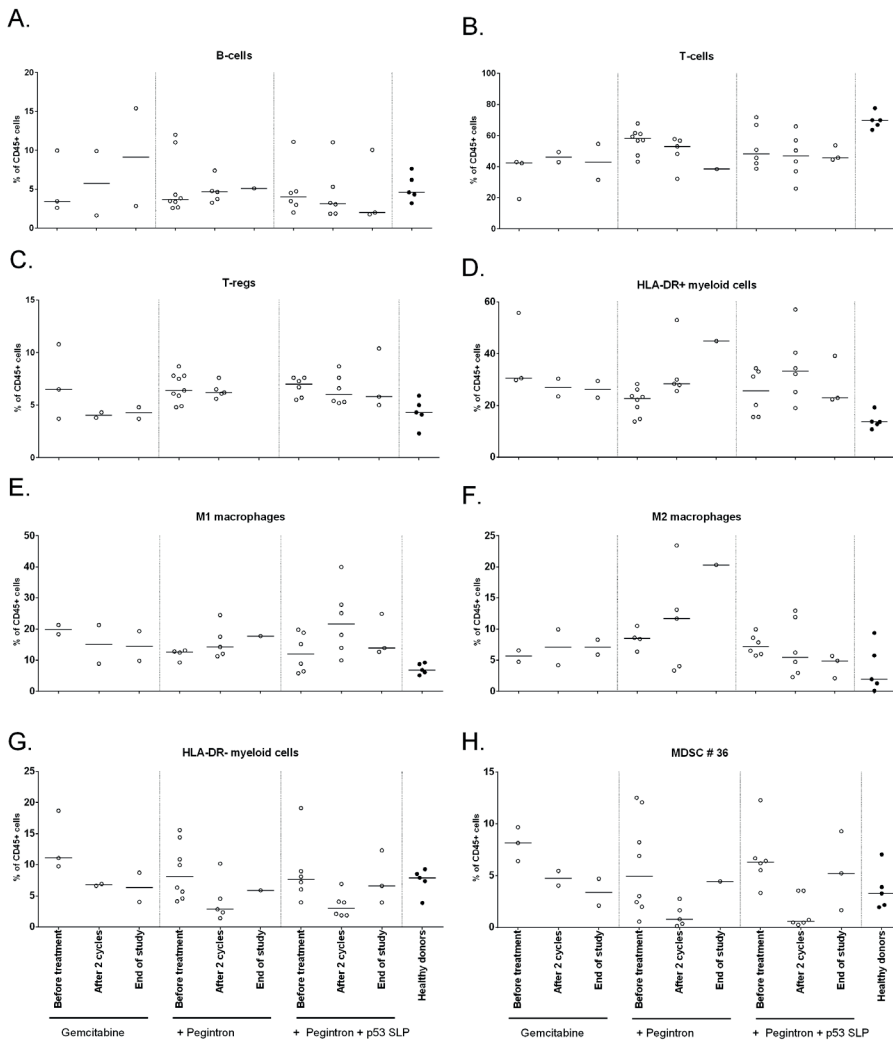 A.
B-cells
% of CD45+ cells
20
15
10
5
0
B.
T-cells
% of CD45+ cells
100
80
60
40
20
0
C.
T-regs
% of CD45+ cells
15
10
5
0
D.
HLA-DR+ myeloid cells
% of CD45+ cells
60
40
20
0
E.
M1 macrophages
% of CD45+ cells
50
40
30
20
10
0
F.
M2 macrophages
% of CD45+ cells
25
20
15
10
5
0
G.
HLA-DR- myeloid cells
% of CD45+ cells
25
20
15
10
5
0
Before treatment
After 2 cycles
End of study
Before treatment
After 2 cycles
End of study
Before treatment
After 2 cycles
End of study
Healthy donors
Gemcitabine
+ Pegintron
+ Pegintron + p53 SLP
H.
MDSC # 36
% of CD45+ cells
15
10
5
0
Before treatment
After 2 cycles
End of study
Before treatment
After 2 cycles
End of study
Before treatment
After 2 cycles
End of study
Healthy donors
Gemcitabine
+ Pegintron
+ Pegintron + p53 SLP